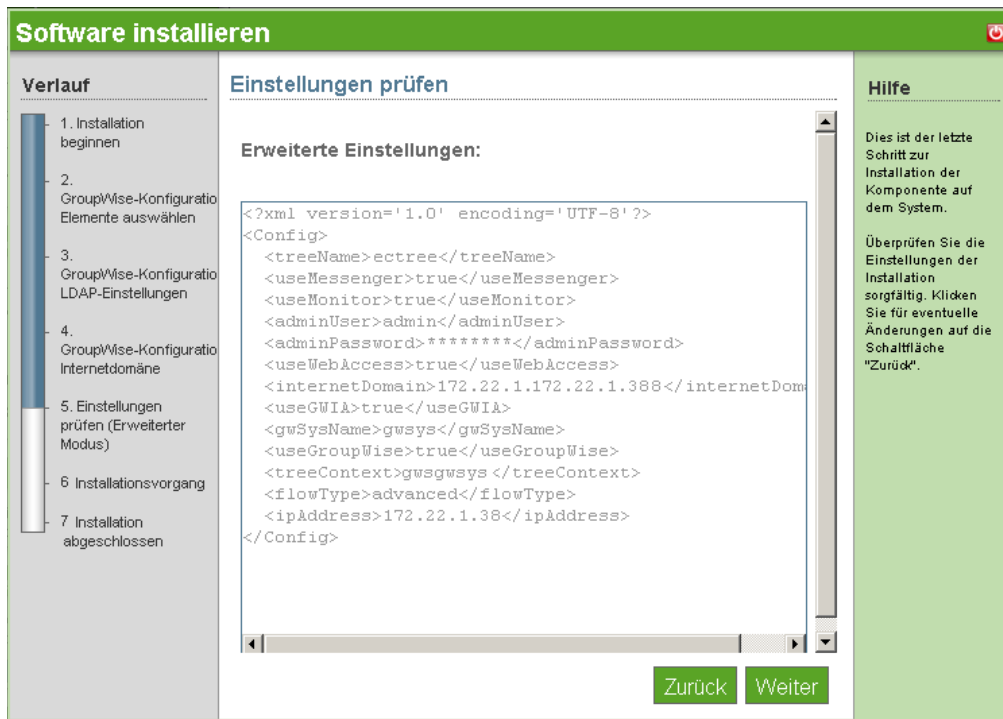 Software installieren
Verlauf
1. Installation
beginnen
2.
GroupWise-Konfiguratio
Elemente auswählen
3.
GroupWise-Konfiguratio
LDAP-Einstellungen
4.
GroupWise-Konfiguratio
Internetdomäne
5. Einstellungen
prüfen (Erweiterter
Modus)
6 Installationsvorgang
7 Installation
abgeschlossen
Einstellungen prüfen
Erweiterte Einstellungen:
<?xml version='1.0' encoding='UTF-8'?>
<Config>
<treeName>ectree</treeName>
<useMessenger>true</useMessenger>
<useMonitor>true</useMonitor>
<adminUser>admin</adminUser>
<adminPassword>********</adminPassword>
<useWebAccess>true</useWebAccess>
<internetDomain>172.22.1.172.22.1.388</internetDoma
<useGWIA>true</useGWIA>
<gwSysName>gwsys</gwSysName>
<useGroupWise>true</useGroupWise>
<treeContext>gwsgwsys</treeContext>
<flowType>advanced</flowType>
<ipAddress>172.22.1.38</ipAddress>
</Config>
Zurück
Weiter
Hilfe
Dies ist der letzte
Schritt zur
Installation der
Komponente auf
dem System.
Überprüfen Sie die
Einstellungen der
Installation
sorgfältig. Klicken
Sie für eventuelle
Änderungen auf die
Schaltfläche
"Zurück".